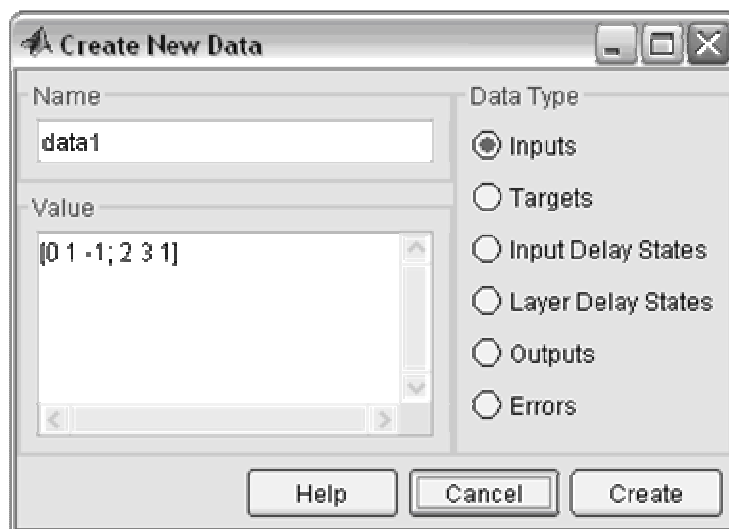 Create New Data
Name
data1
Value
[0 1 -1; 2 3 1]
Data Type
Inputs
Targets
Input Delay States
Layer Delay States
Outputs
Errors
Help
Cancel
Create